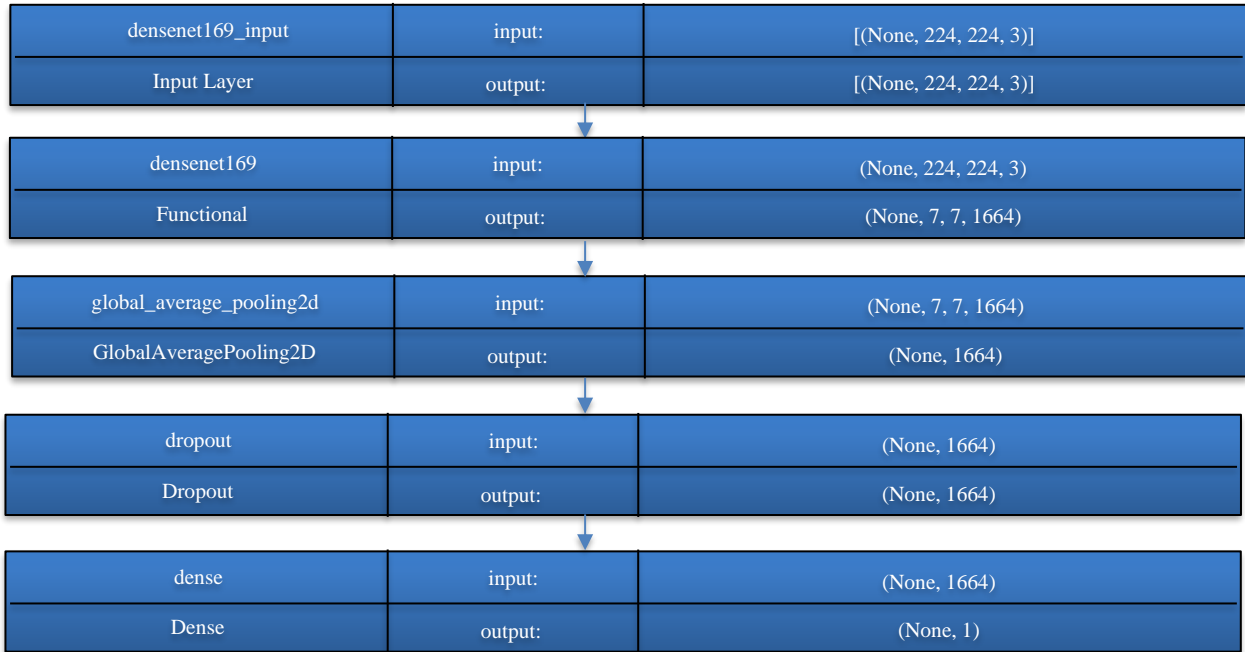 densenet169_input input: [(None, 224, 224, 3)]
Input Layer output: [(None, 224, 224, 3)]
densenet169 input: (None, 224, 224, 3)
Functional output: (None, 7, 7, 1664)
global_average_pooling2d input: (None, 7, 7, 1664)
GlobalAveragePooling2D output: (None, 1664)
dropout input: (None, 1664)
Dropout output: (None, 1664)
dense input: (None, 1664)
Dense output: (None, 1)